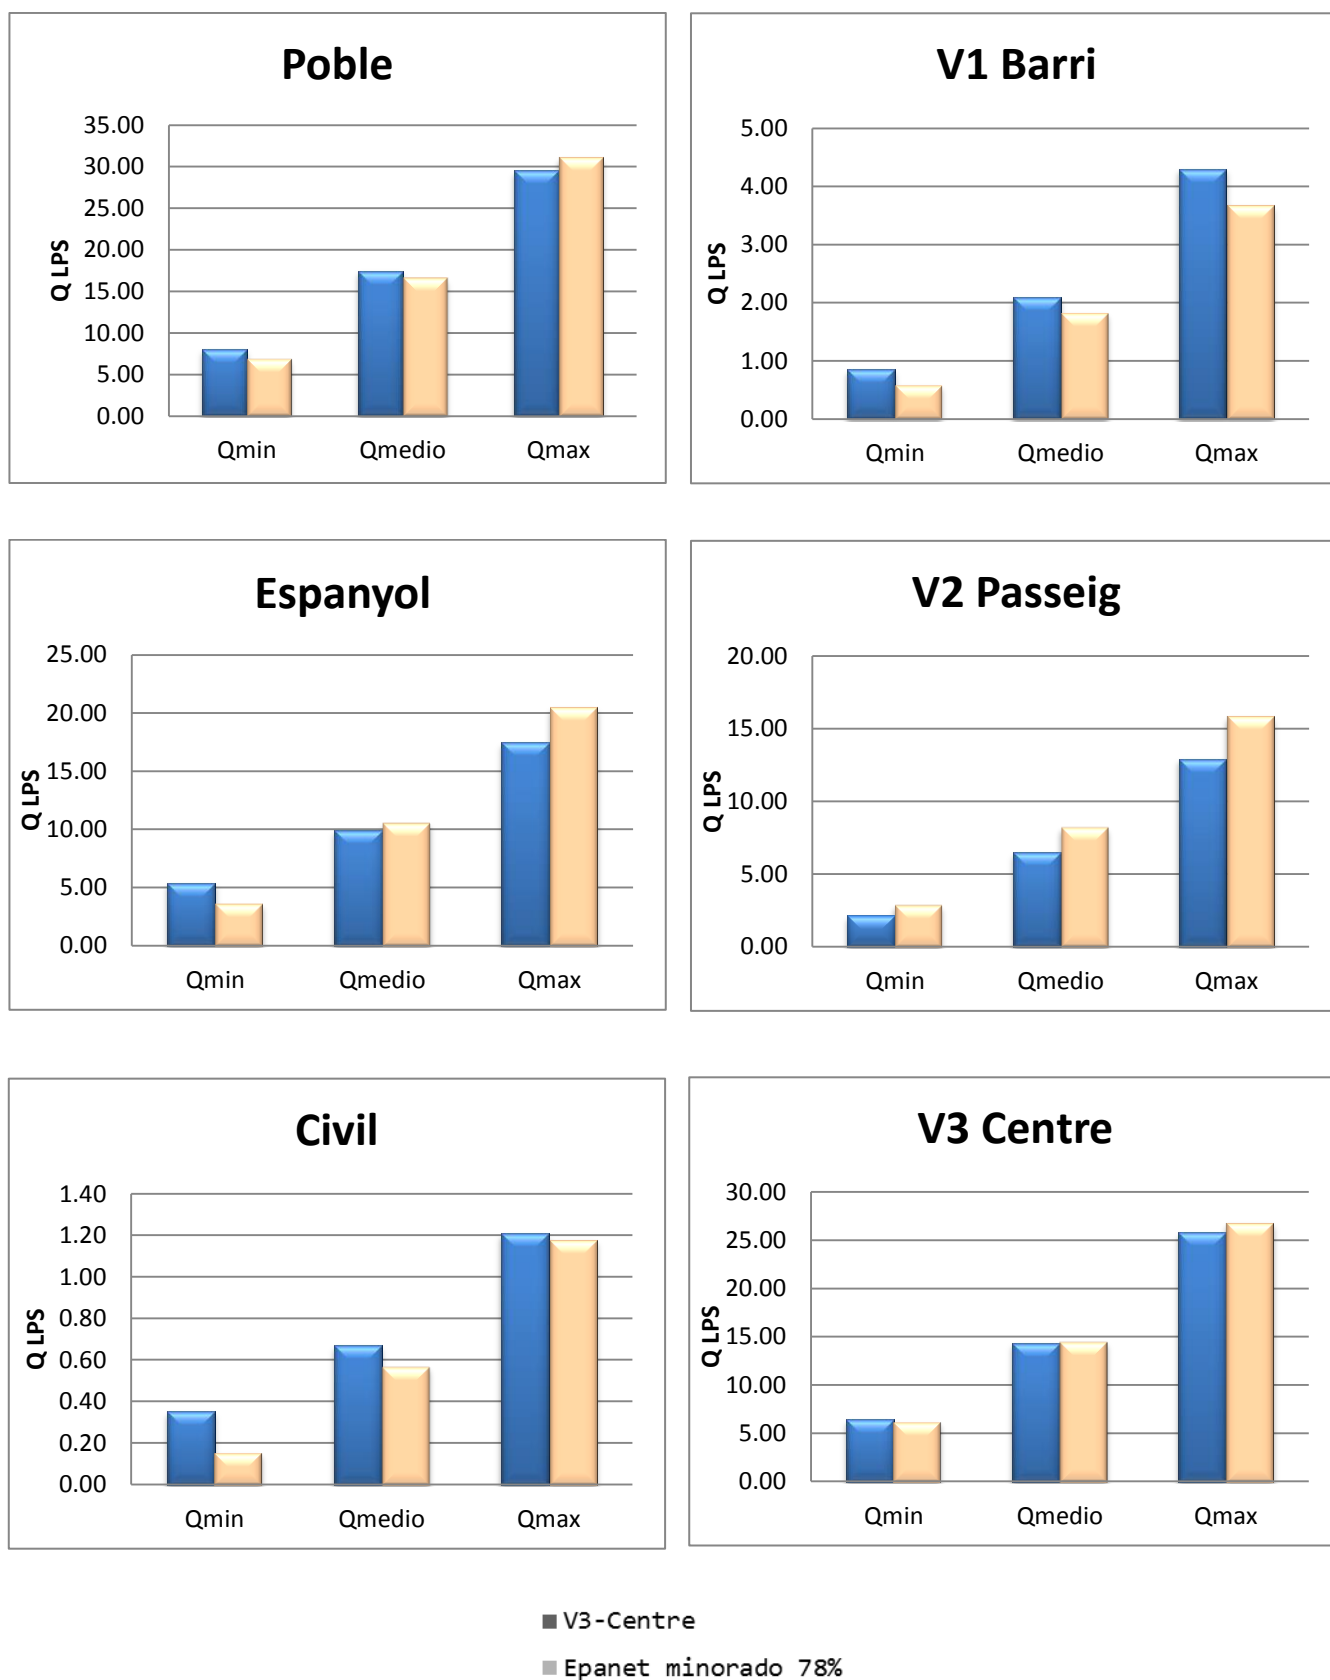 Poble
35.00
30.00
25.00
20.00
15.00
10.00
5.00
0.00
Q LPS
Qmin Qmedio Qmax
V1 Barri
5.00
4.00
3.00
2.00
1.00
0.00
Q LPS
Qmin Qmedio Qmax
Espanyol
25.00
20.00
15.00
10.00
5.00
0.00
Q LPS
Qmin Qmedio Qmax
V2 Passeig
20.00
15.00
10.00
5.00
0.00
Q LPS
Qmin Qmedio Qmax
Civil
1.40
1.20
1.00
0.80
0.60
0.40
0.20
0.00
Q LPS
Qmin Qmedio Qmax
V3 Centre
30.00
25.00
20.00
15.00
10.00
5.00
0.00
Q LPS
Qmin Qmedio Qmax
V3-Centre
Epanet minorado 78%